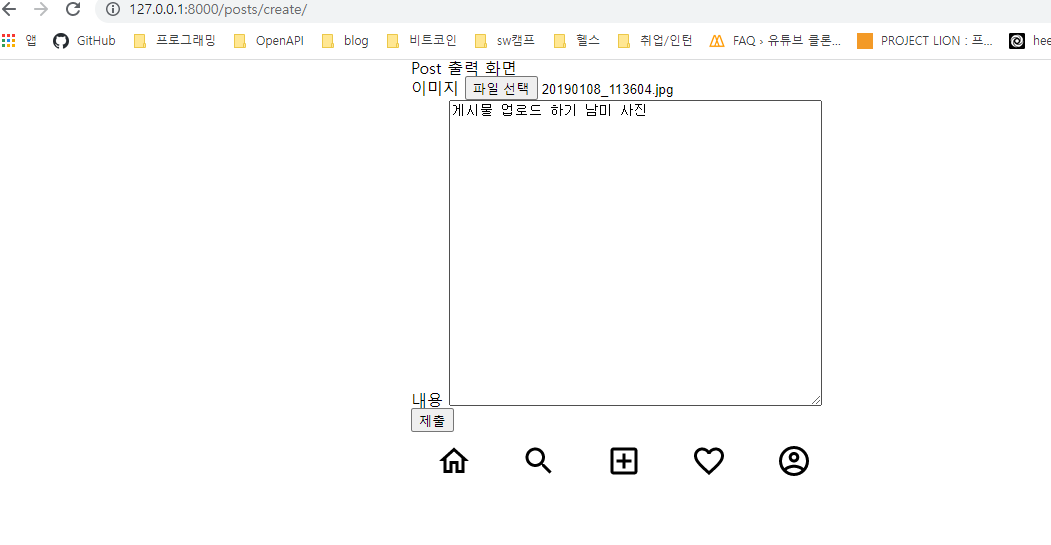 127.0.0.1:8000/posts/create/
앱 GitHub 프로그래밍 OpenAPI blog 비트코인 sw캠프 헬스 취업/인턴 FAQ › 유튜브 클론... PROJECT LION : 프... hee
Post 출력 화면
이미지 파일 선택 20190108_113604.jpg
게시물 업로드 하기 남미 사진
내용
제출